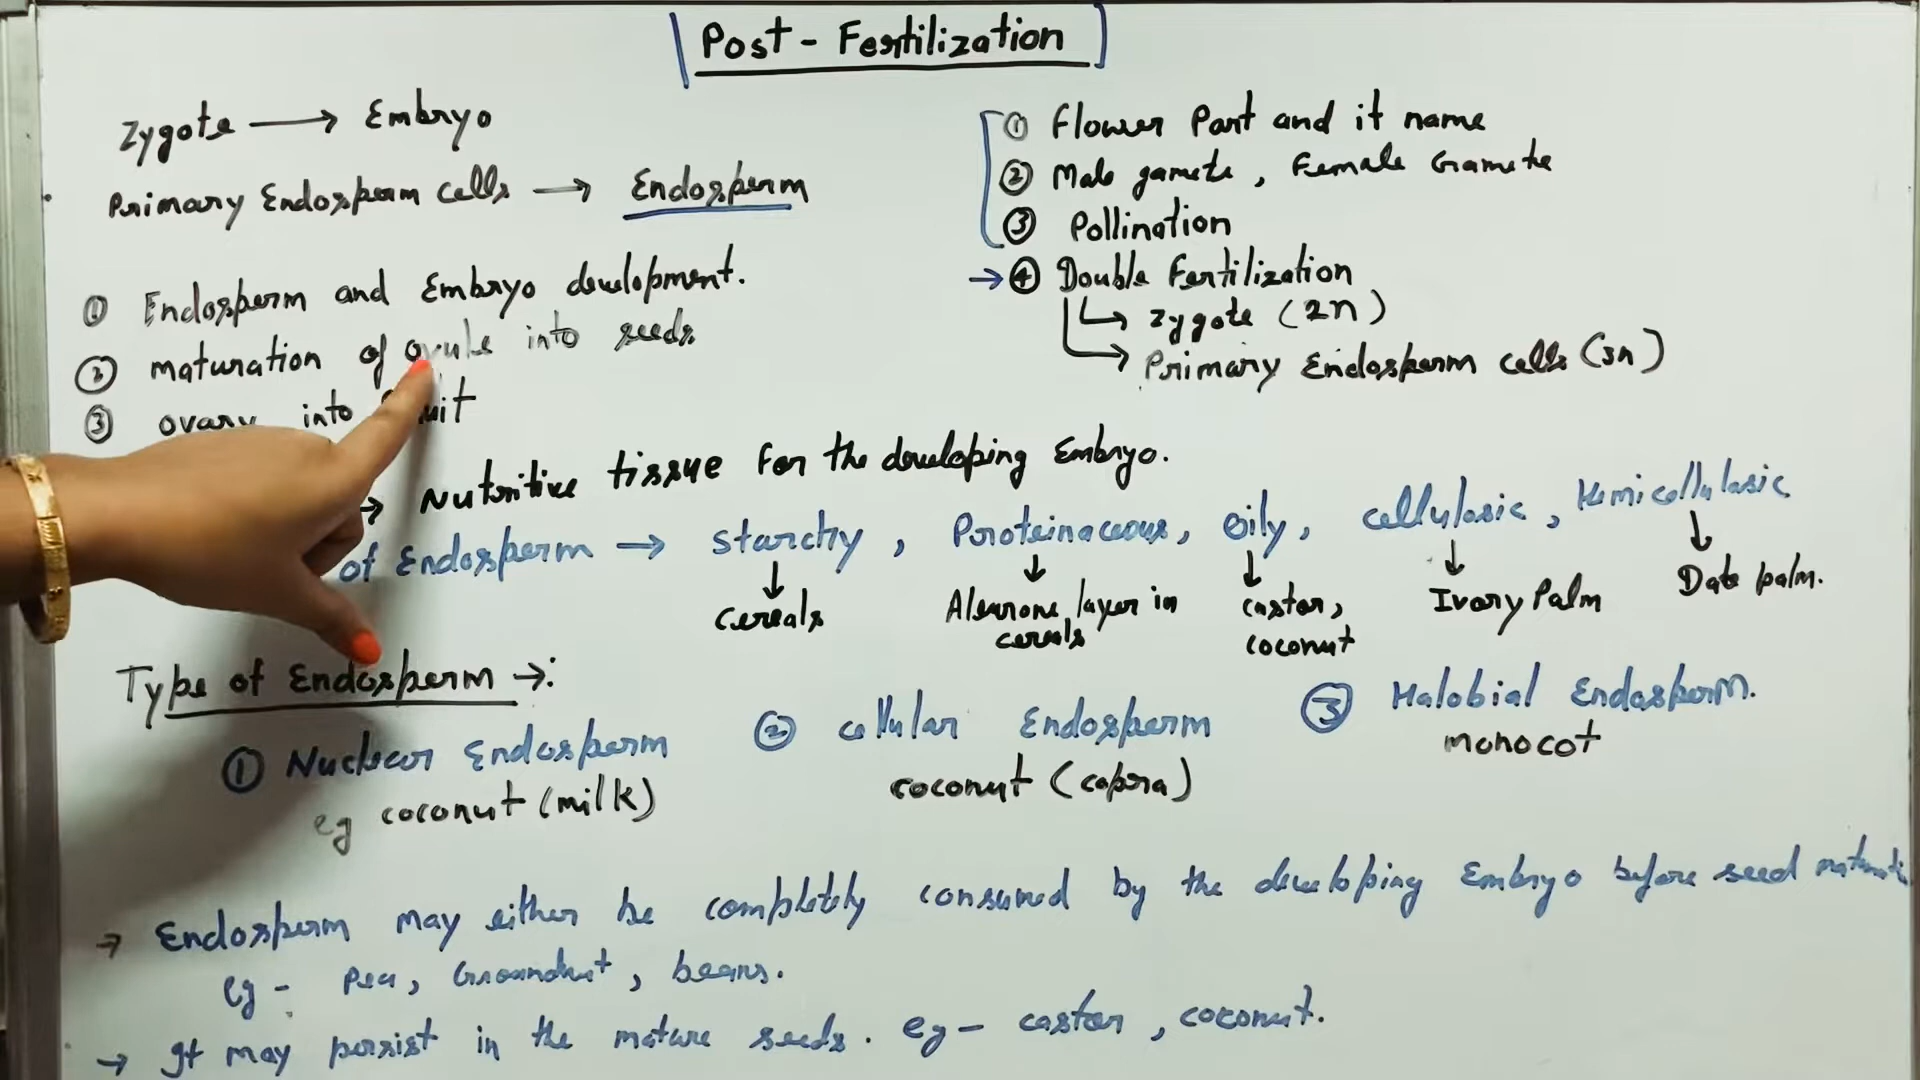 Post - Fertilization
Zygote → Embryo
Primary Endosperm cells → Endosperm
① Endosperm and Embryo development.
② maturation of ovule into seeds
③ ovary into fruit
→ Nutritive tissue for the developing Embryo.
① Flower Part and it name
② Male gamete, Female Gamete
③ Pollination
→ ④ Double Fertilization
→ Zygote (2n)
→ Primary Endosperm cells (3n)
of Endosperm → Starchy, Proteinaceous, Oily, cellulosic, Hemicellulasic
↓ ↓ ↓ ↓ ↓
cereals Aleurone layer in cereals castor, coconut Ivory Palm Date palm.
Type of Endosperm →:
① Nuclear Endosperm ② cellular Endosperm ③ Halobial Endosperm.
eg coconut (milk) coconut (copra) monocot
→ Endosperm may either be completely consumed by the developing Embryo before seed
eg - Pea, Groundnut, beans.
→ It may persist in the mature seeds. eg - castor, coconut.